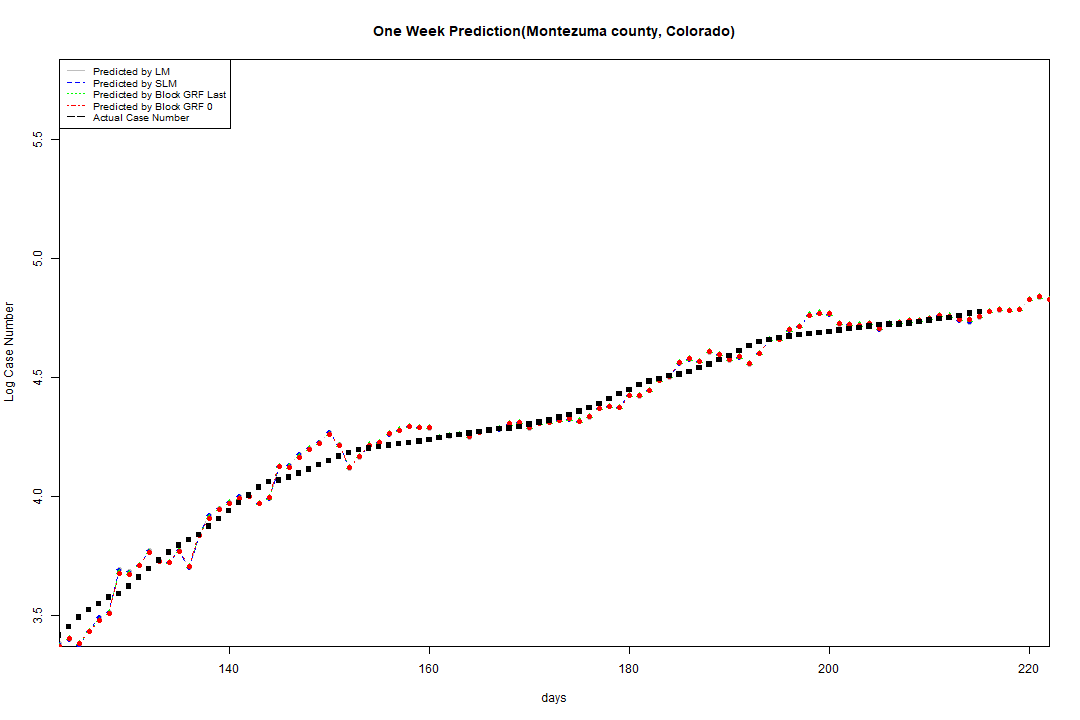 One Week Prediction(Montezuma county, Colorado)
Predicted by LM
Predicted by SLM
Predicted by Block GRF Last
Predicted by Block GRF 0
Actual Case Number
5.5
5.0
4.5
4.0
3.5
Log Case Number
140 160 180 200 220
days